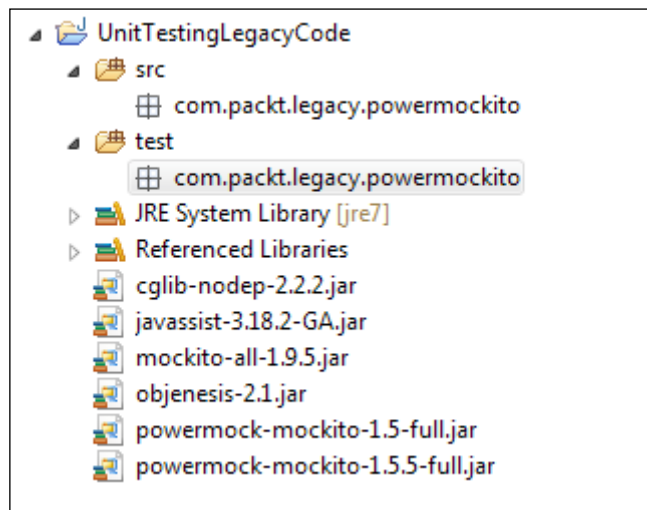 UnitTestingLegacyCode
src
com.packt.legacy.powermockito
test
com.packt.legacy.powermockito
JRE System Library [jre7]
Referenced Libraries
cglib-nodep-2.2.2.jar
javassist-3.18.2-GA.jar
mockito-all-1.9.5.jar
objenesis-2.1.jar
powermock-mockito-1.5-full.jar
powermock-mockito-1.5.5-full.jar